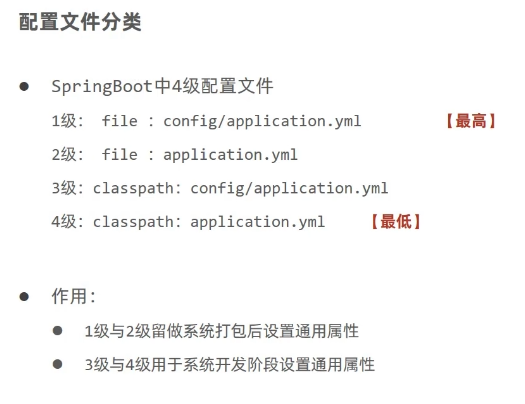 配置文件分类
SpringBoot中4级配置文件
1级： file ：config/application.yml 【最高】
2级： file ：application.yml
3级：classpath：config/application.yml
4级：classpath：application.yml 【最低】
作用：
1级与2级留做系统打包后设置通用属性
3级与4级用于系统开发阶段设置通用属性